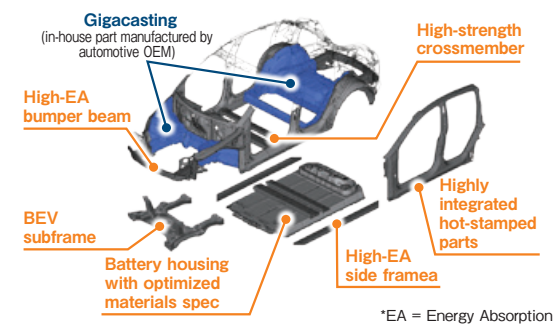 Gigacasting
(in-house part manufactured by
automotive OEM)
High-strength
crossmember
High-EA
bumper beam
BEV
subframe
Battery housing
with optimized
materials spec
High-EA
side framea
Highly
integrated
hot-stamped
parts
*EA = Energy Absorption